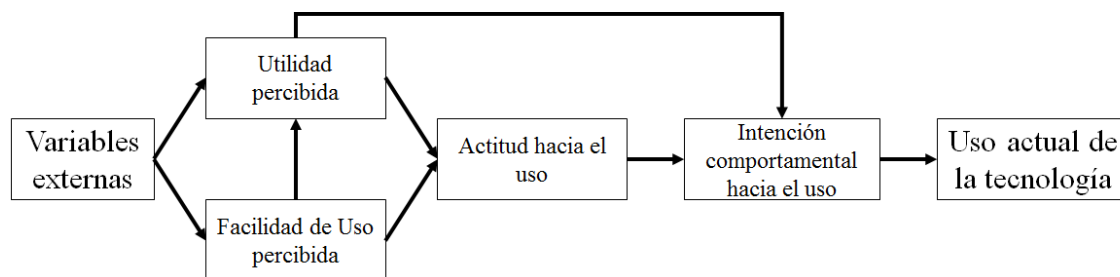 Utilidad
percibida
Variables
externas
Facilidad de Uso
percibida
Actitud hacia el
uso
Intención
comportamental
hacia el uso
Uso actual de
la tecnología